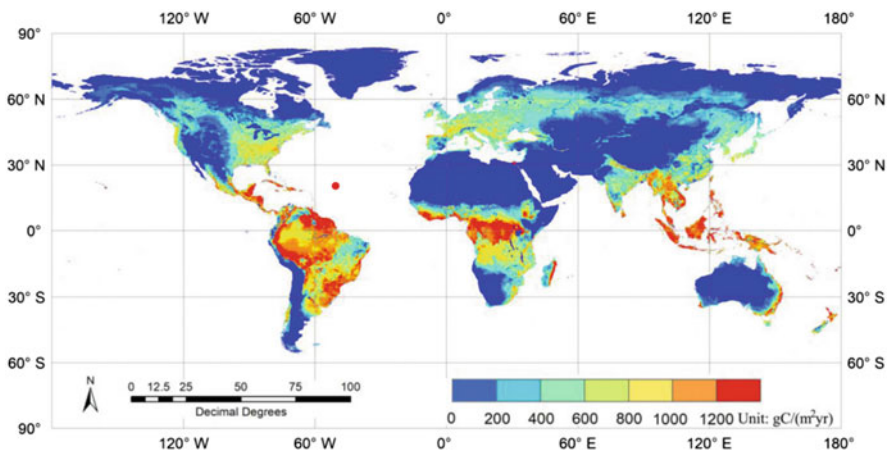 120° W 60° W 0° 60° E 120° E 180°
90°
60° N 60° N
30° N 30° N
0° 0°
30° S 30° S
60° S 60° S
N
0 12.5 25 50 75 100
Decimal Degrees
0 200 400 600 800 1000 1200 Unit: gC/(m²yr)
90° 90°
120° W 60° W 0° 60° E 120° E 180°